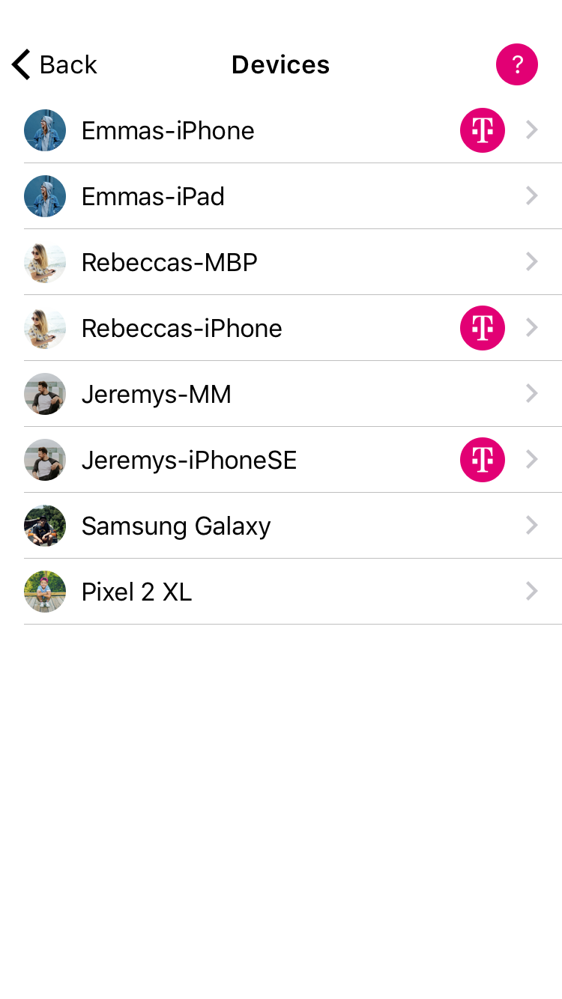 Back
Devices
?
Emmas-iPhone
T
Emmas-iPad
Rebeccas-MBP
Rebeccas-iPhone
T
Jeremys-MM
Jeremys-iPhoneSE
T
Samsung Galaxy
Pixel 2 XL